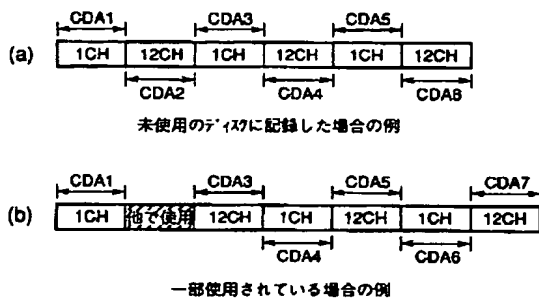 CDA1 CDA3 CDA5
(a) 1CH 12CH 1CH 12CH 1CH 12CH
CDA2 CDA4 CDA6
未使用のディスクに記録した場合の例
CDA1 CDA3 CDA5 CDA7
(b) 1CH 他で使用 12CH 1CH 12CH 1CH 12CH
CDA4 CDA6
一部使用されている場合の例